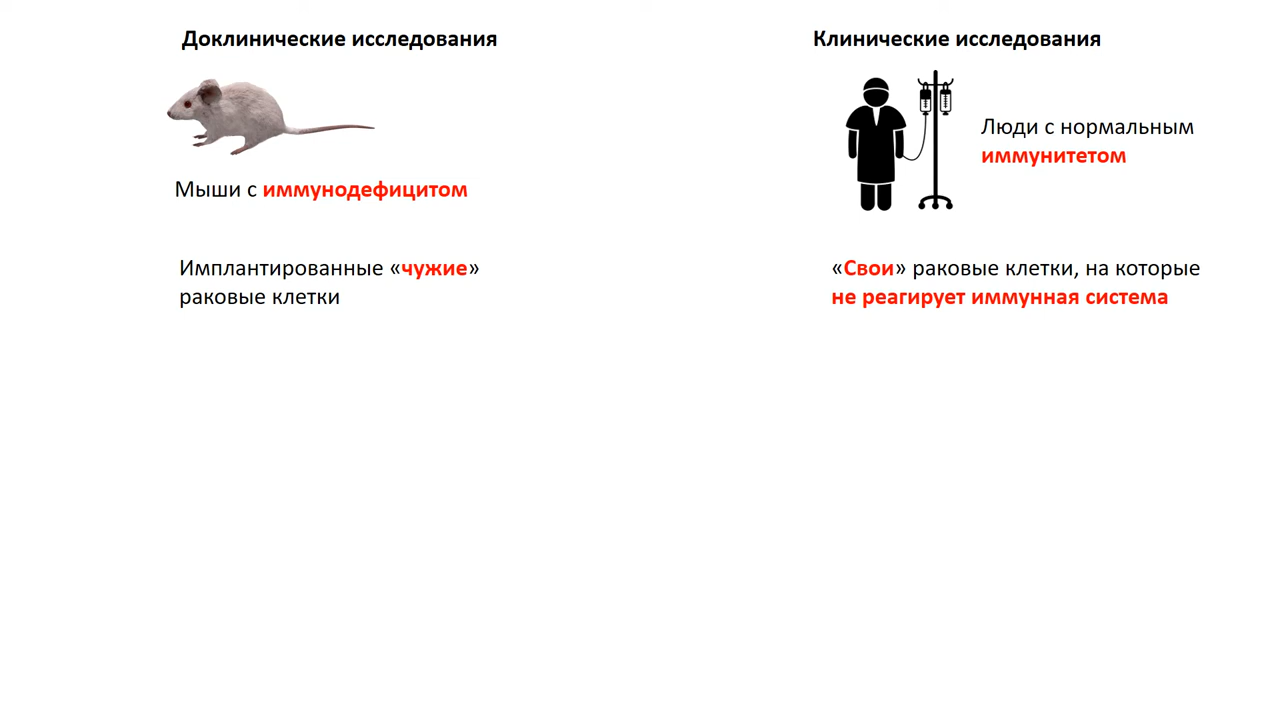 Доклинические исследования
Мыши с иммунодефицитом
Имплантированные «чужие»
раковые клетки
Клинические исследования
Люди с нормальным
иммунитетом
«Свои» раковые клетки, на которые
не реагирует иммунная система